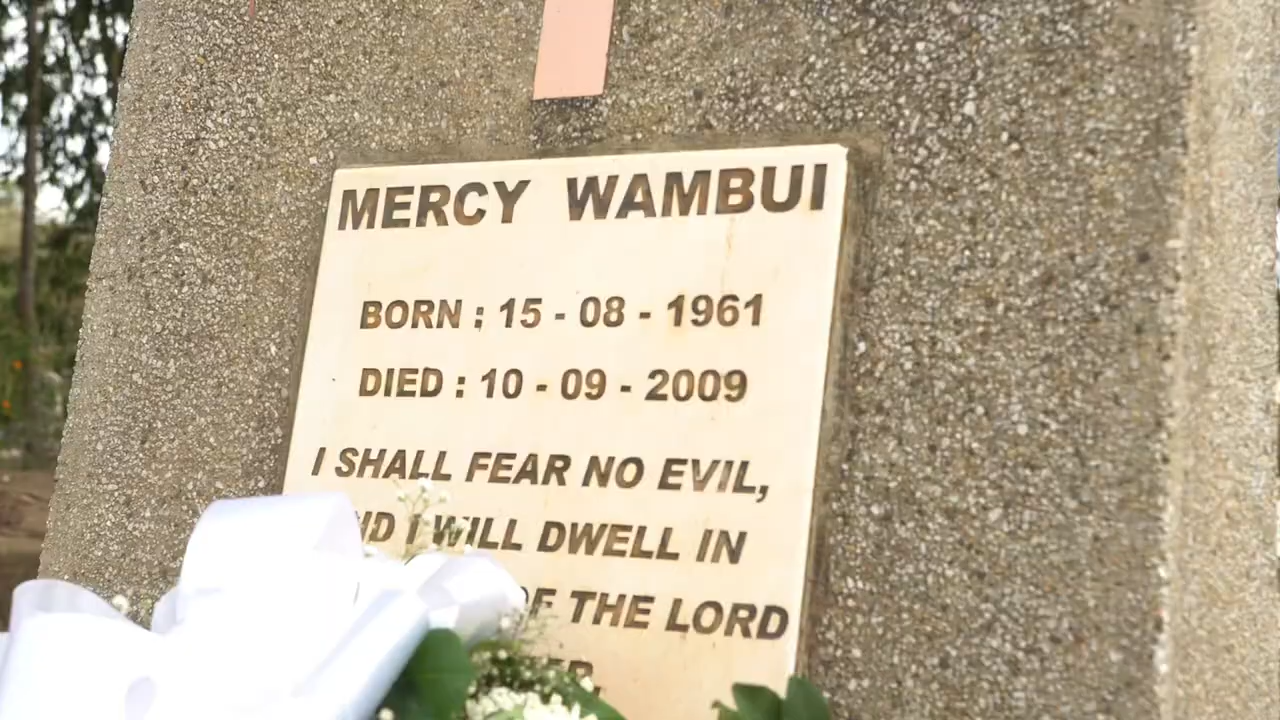 MERCY WAMBUI
BORN : 15 - 08 - 1961
DIED : 10 - 09 - 2009
I SHALL FEAR NO EVIL,
I WILL DWELL IN
OF THE LORD